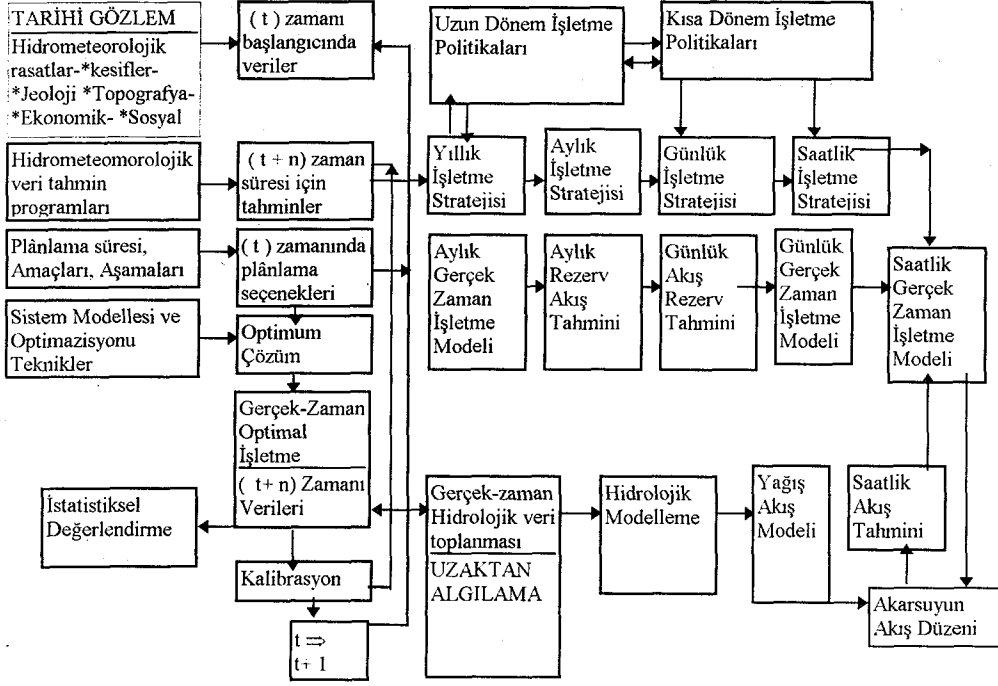 TARİHİ GÖZLEM
Hidrometeorolojik
rasatlar-*kesifler-
*Jeoloji *Topografya-
*Ekonomik- *Sosyal
( t ) zamanı
başlangıcında
veriler
Uzun Dönem İşletme
Politikaları
Kısa Dönem İşletme
Politikaları
Hidrometeomorolojik
veri tahmin
programları
( t + n ) zaman
süresi için
tahminler
Yıllık
İşletme
Stratejisi
Aylık
İşletme
Stratejisi
Günlük
İşletme
Stratejisi
Saatlik
İşletme
Stratejisi
Plânlama süresi,
Amaçları, Aşamaları
( t ) zamanında
plânlama
seçenekleri
Aylık
Gerçek
Zaman
İşletme
Modeli
Aylık
Rezerv
Akış
Tahmini
Günlük
Akış
Rezerv
Tahmini
Günlük
Gerçek
Zaman
İşletme
Modeli
Saatlik
Gerçek
Zaman
İşletme
Modeli
Sistem Modellesi ve
Optimazisyonu
Teknikler
Optimum
Çözüm
Gerçek-Zaman
Optimal
İşletme
( t+ n) Zamanı
Verileri
İstatistiksel
Değerlendirme
Gerçek-zaman
Hidrolojik veri
toplanması
UZAKTAN
ALGILAMA
Hidrolojik
Modelleme
Yağış
Akış
Modeli
Saatlik
Akış
Tahmini
Kalibrasyon
Akarsuyun
Akış Düzeni
t ⇒
t+ 1